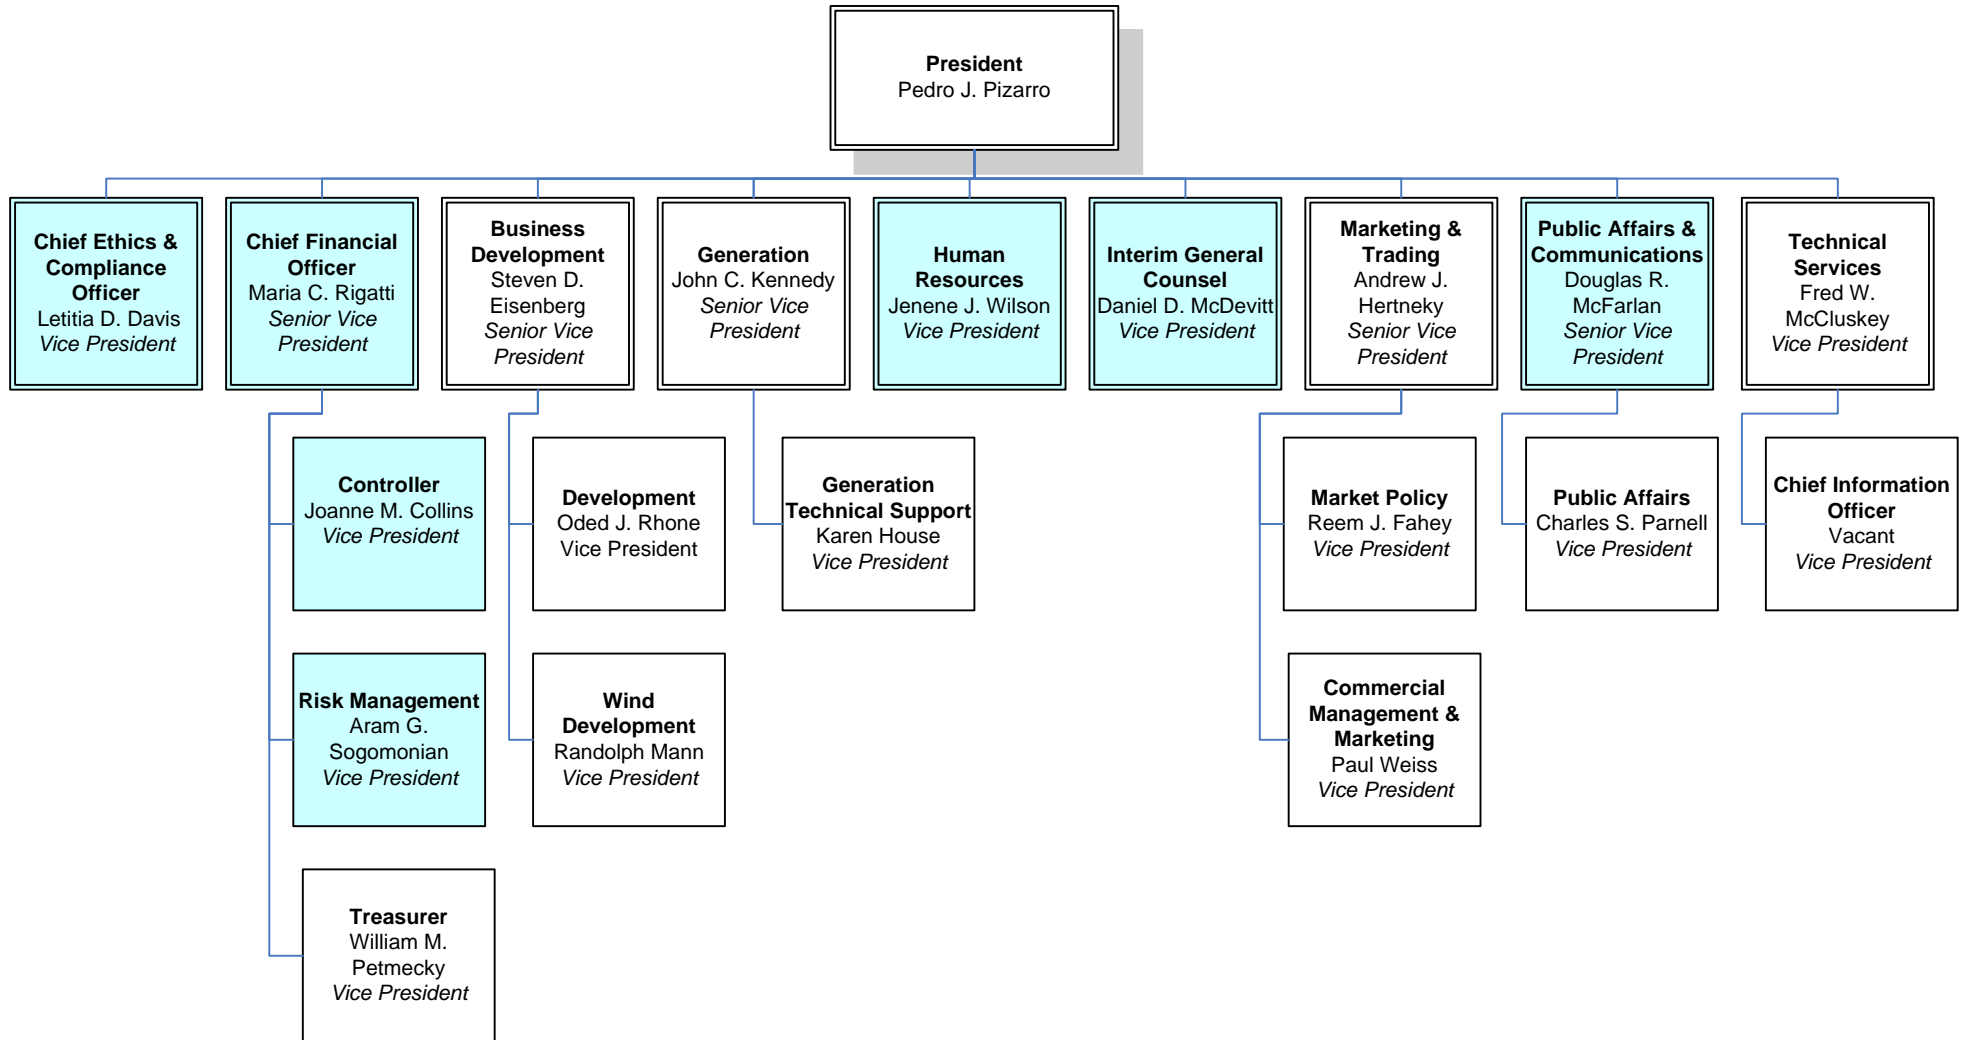 President
Pedro J. Pizarro
Chief Ethics &
Compliance
Officer
Letitia D. Davis
Vice President
Chief Financial
Officer
Maria C. Rigatti
Senior Vice
President
Business
Development
Steven D.
Eisenberg
Senior Vice
President
Generation
John C. Kennedy
Senior Vice
President
Human
Resources
Jenene J. Wilson
Vice President
Interim General
Counsel
Daniel D. McDevitt
Vice President
Marketing &
Trading
Andrew J.
Hertneky
Senior Vice
President
Public Affairs &
Communications
Douglas R.
McFarlan
Senior Vice
President
Technical
Services
Fred W.
McCluskey
Vice President
Controller
Joanne M. Collins
Vice President
Development
Oded J. Rhone
Vice President
Generation
Technical Support
Karen House
Vice President
Market Policy
Reem J. Fahey
Vice President
Public Affairs
Charles S. Parnell
Vice President
Chief Information
Officer
Vacant
Vice President
Risk Management
Aram G.
Sogomonian
Vice President
Wind
Development
Randolph Mann
Vice President
Commercial
Management &
Marketing
Paul Weiss
Vice President
Treasurer
William M.
Petmecky
Vice President